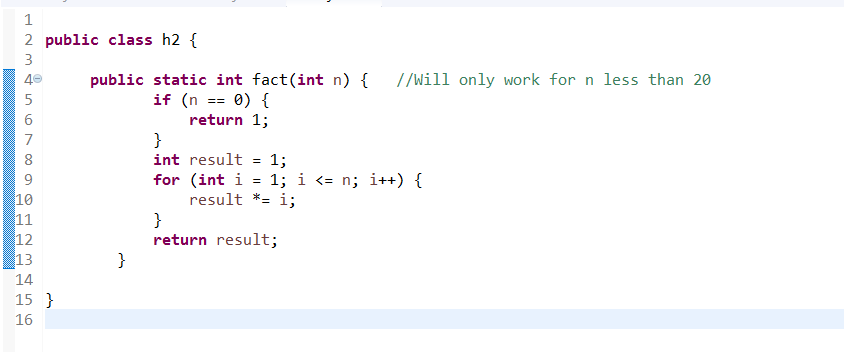 1
2 public class h2 {
3
4 public static int fact(int n) { //Will only work for n less than 20
5 if (n == 0) {
6 return 1;
7 }
8 int result = 1;
9 for (int i = 1; i <= n; i++) {
10 result *= i;
11 }
12 return result;
13 }
14
15 }
16